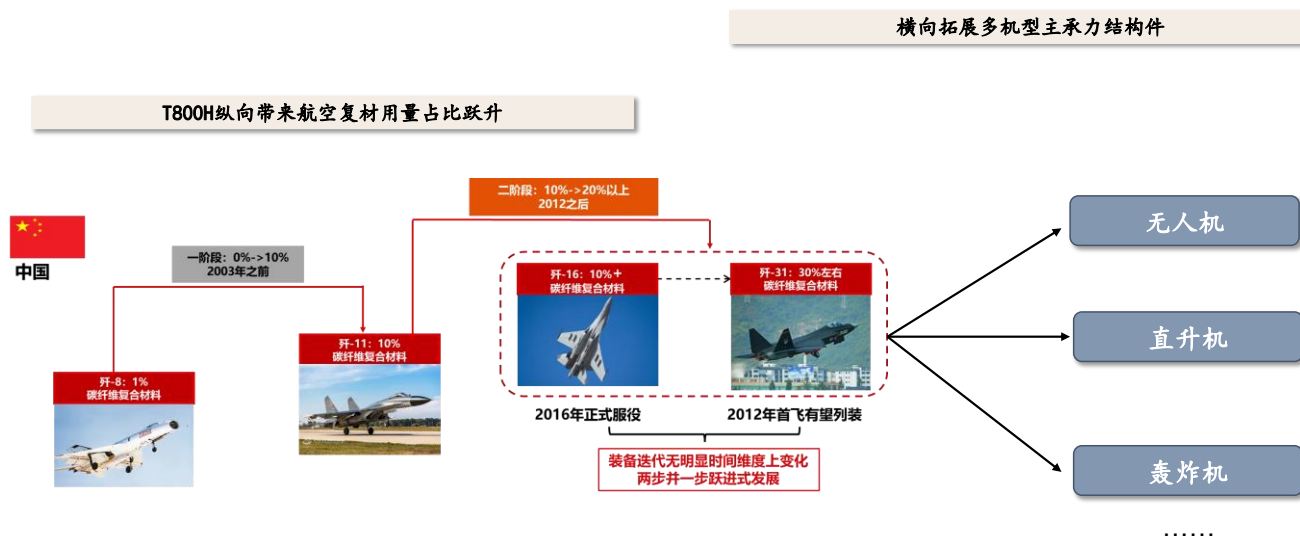 横向拓展多机型主承力结构件
T800H纵向带来航空复材用量占比跃升
二阶段：10%->20%以上
2012之后
中国
一阶段：0%->10%
2003年之前
歼-8：1%
碳纤维复合材料
歼-11：10%
碳纤维复合材料
歼-16：10%+
碳纤维复合材料
歼-31：30%左右
碳纤维复合材料
2016年正式服役
2012年首飞有望列装
装备迭代无明显时间维度上变化
两步并一步跃进式发展
无人机
直升机
轰炸机
......